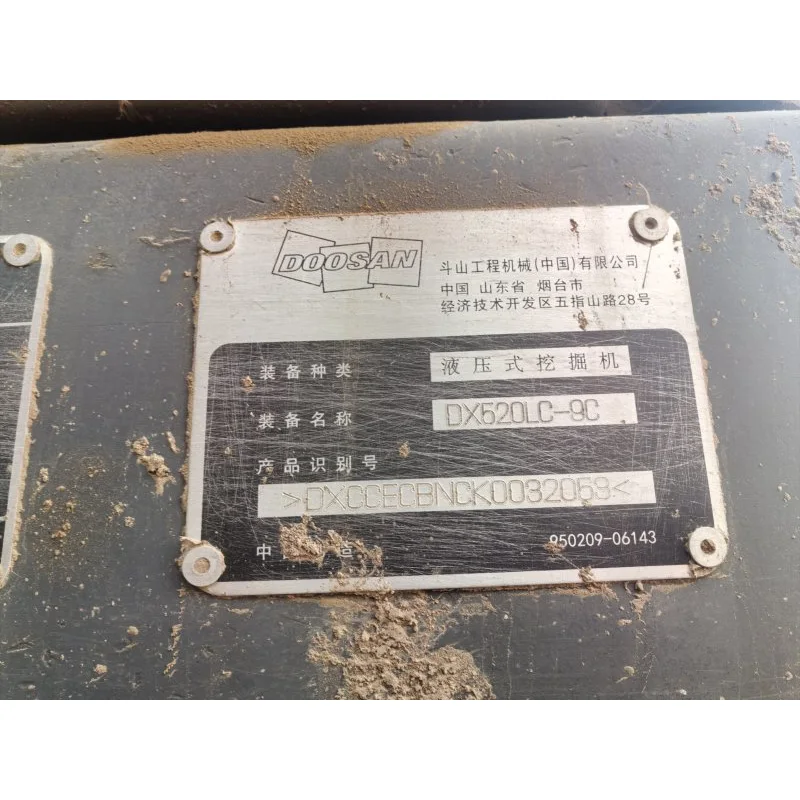 DOOSAN
斗山工程机械(中国)有限公司
中国 山东省 烟台市
经济技术开发区五指山路28号
装备种类 液压式挖掘机
装备名称 DX520LC-9C
产品识别号
>DXCCECBNCK0032059<
中 造
950209-06143